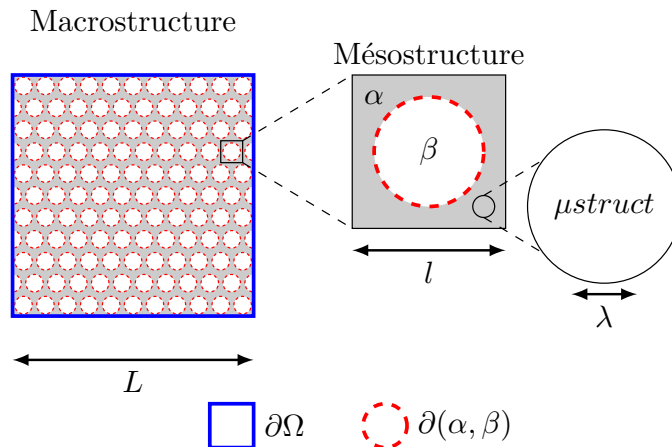 Macrostructure
Mésostructure
α
β
μstruct
l
λ
L
∂Ω
∂(α, β)